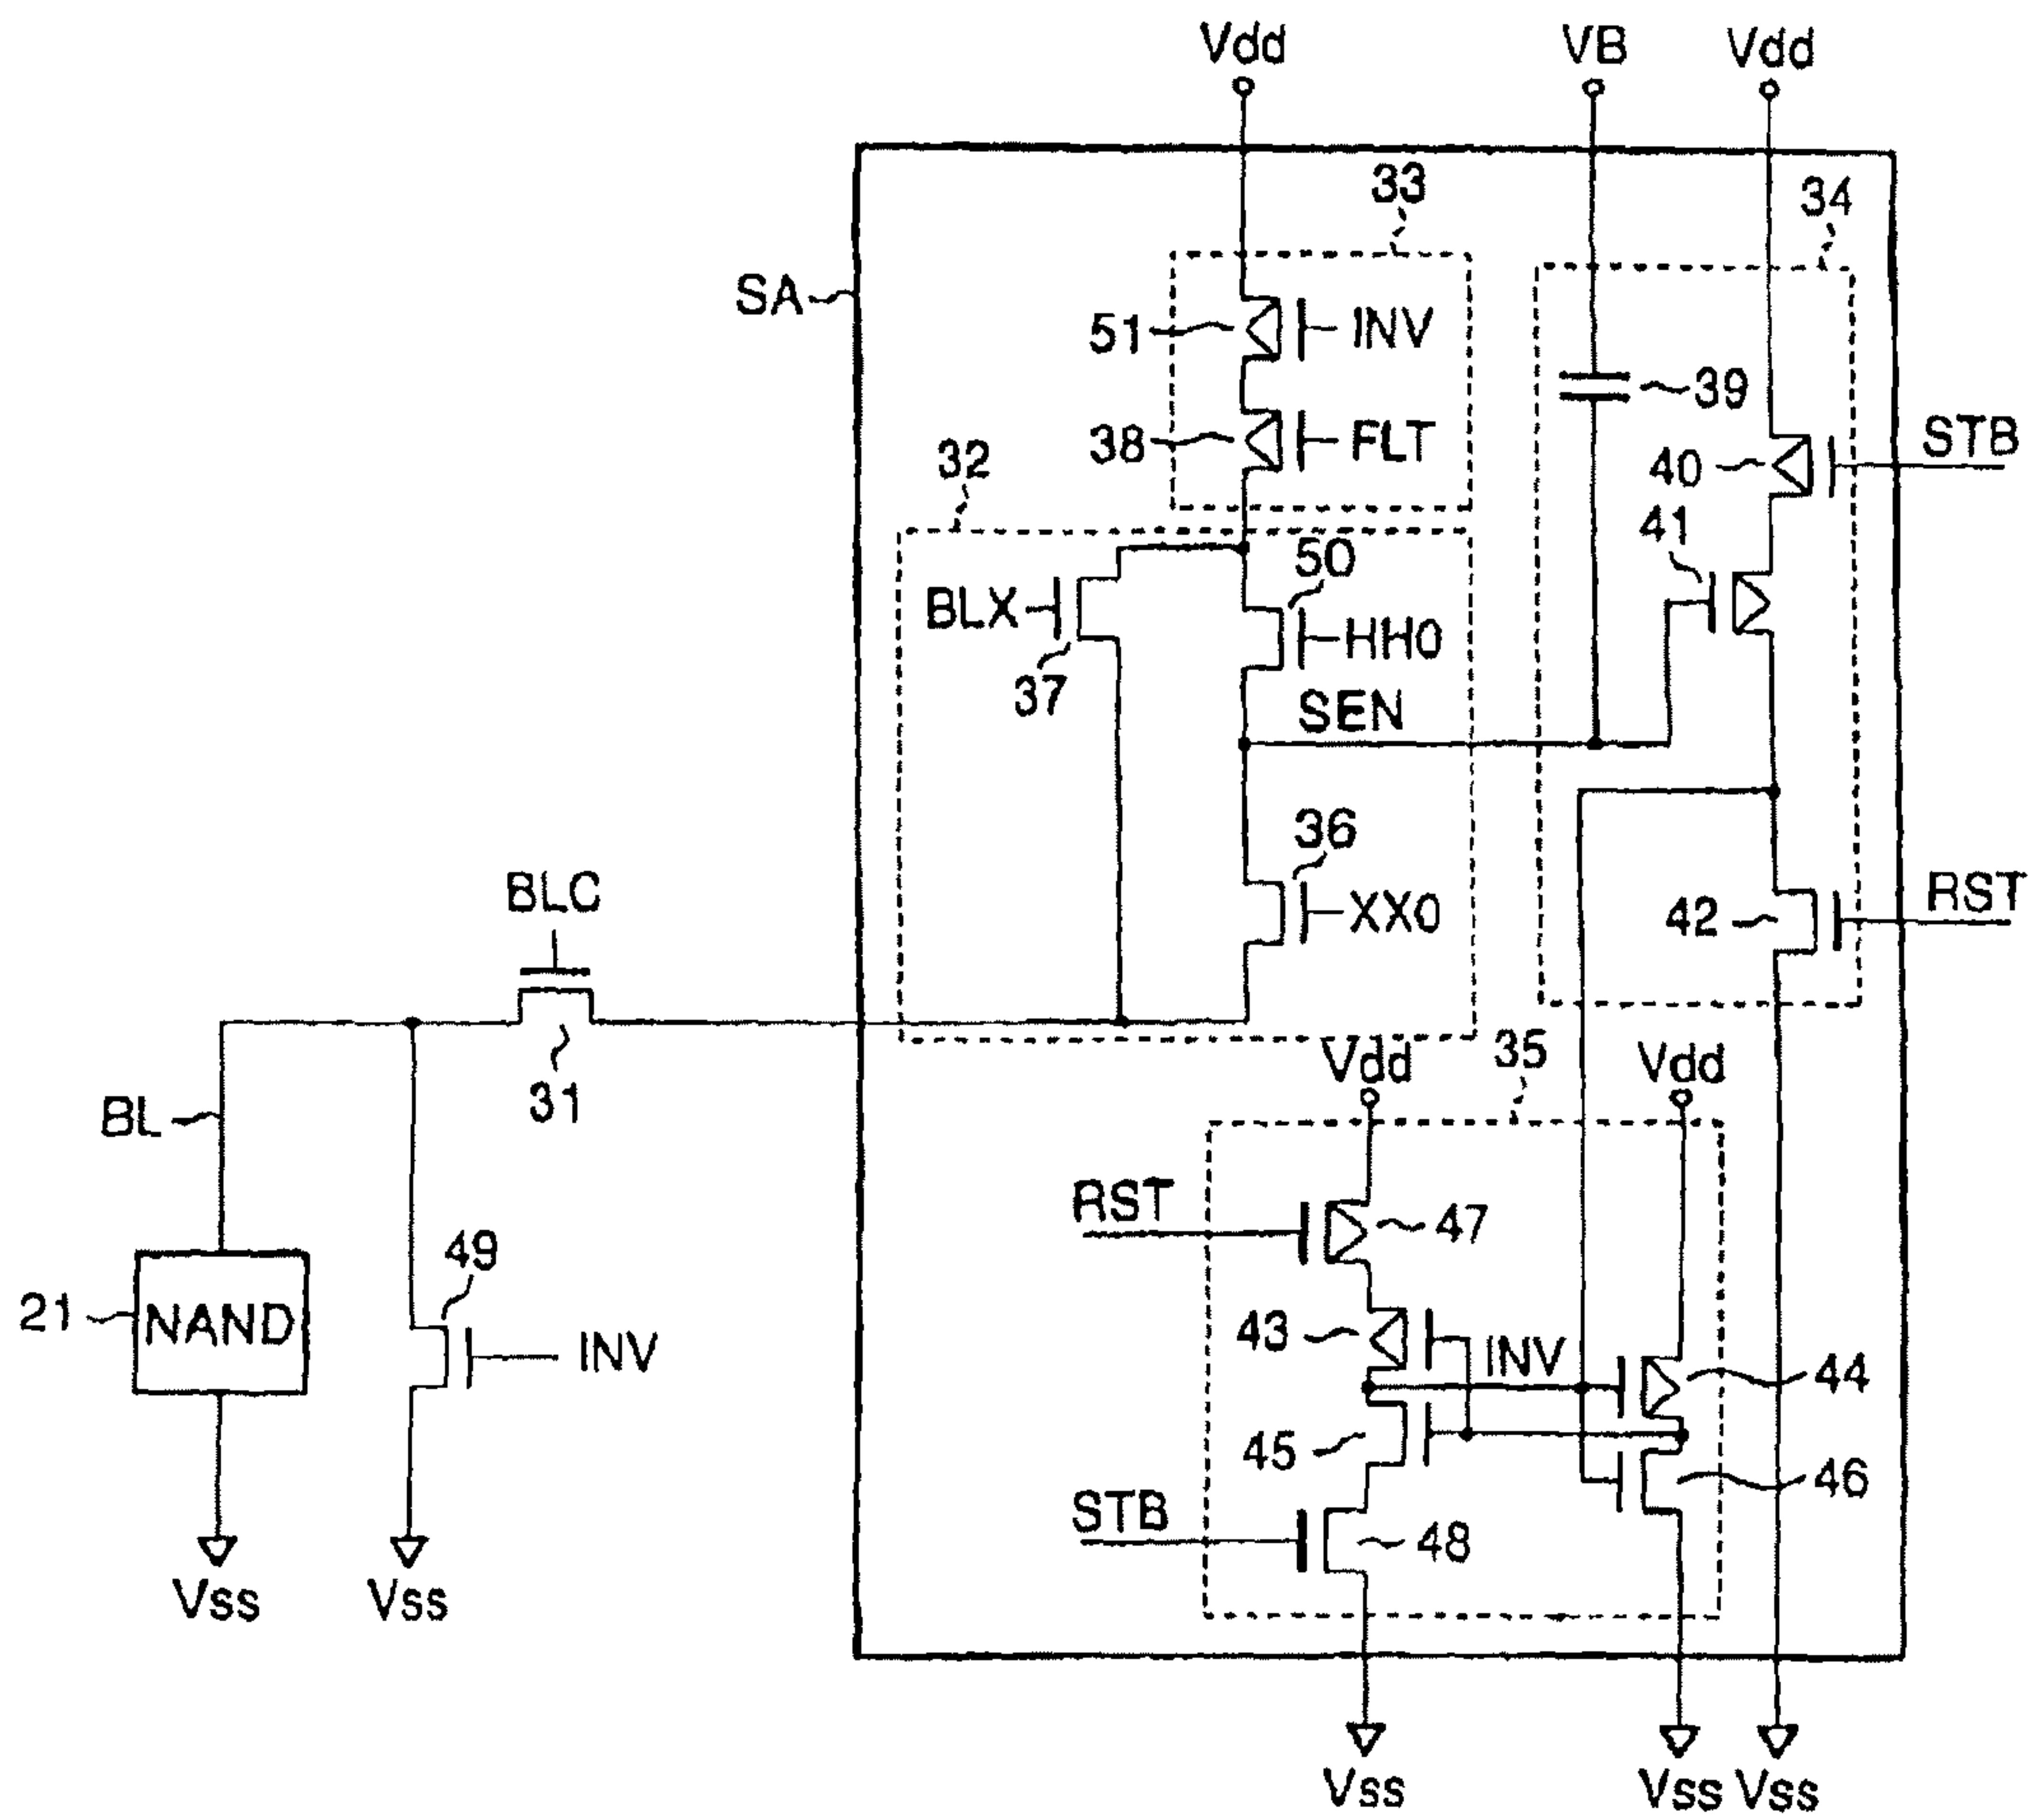 Vdd
VB
Vdd
33
34
SA
51
INV
39
38
FLT
STB
32
40
41
50
BLX
HH0
37
SEN
36
BLC
XX0
RST
42
31
35
Vdd
Vdd
BL
RST
47
49
21
NAND
43
INV
44
INV
45
46
STB
48
Vss
Vss
Vss
Vss
Vss